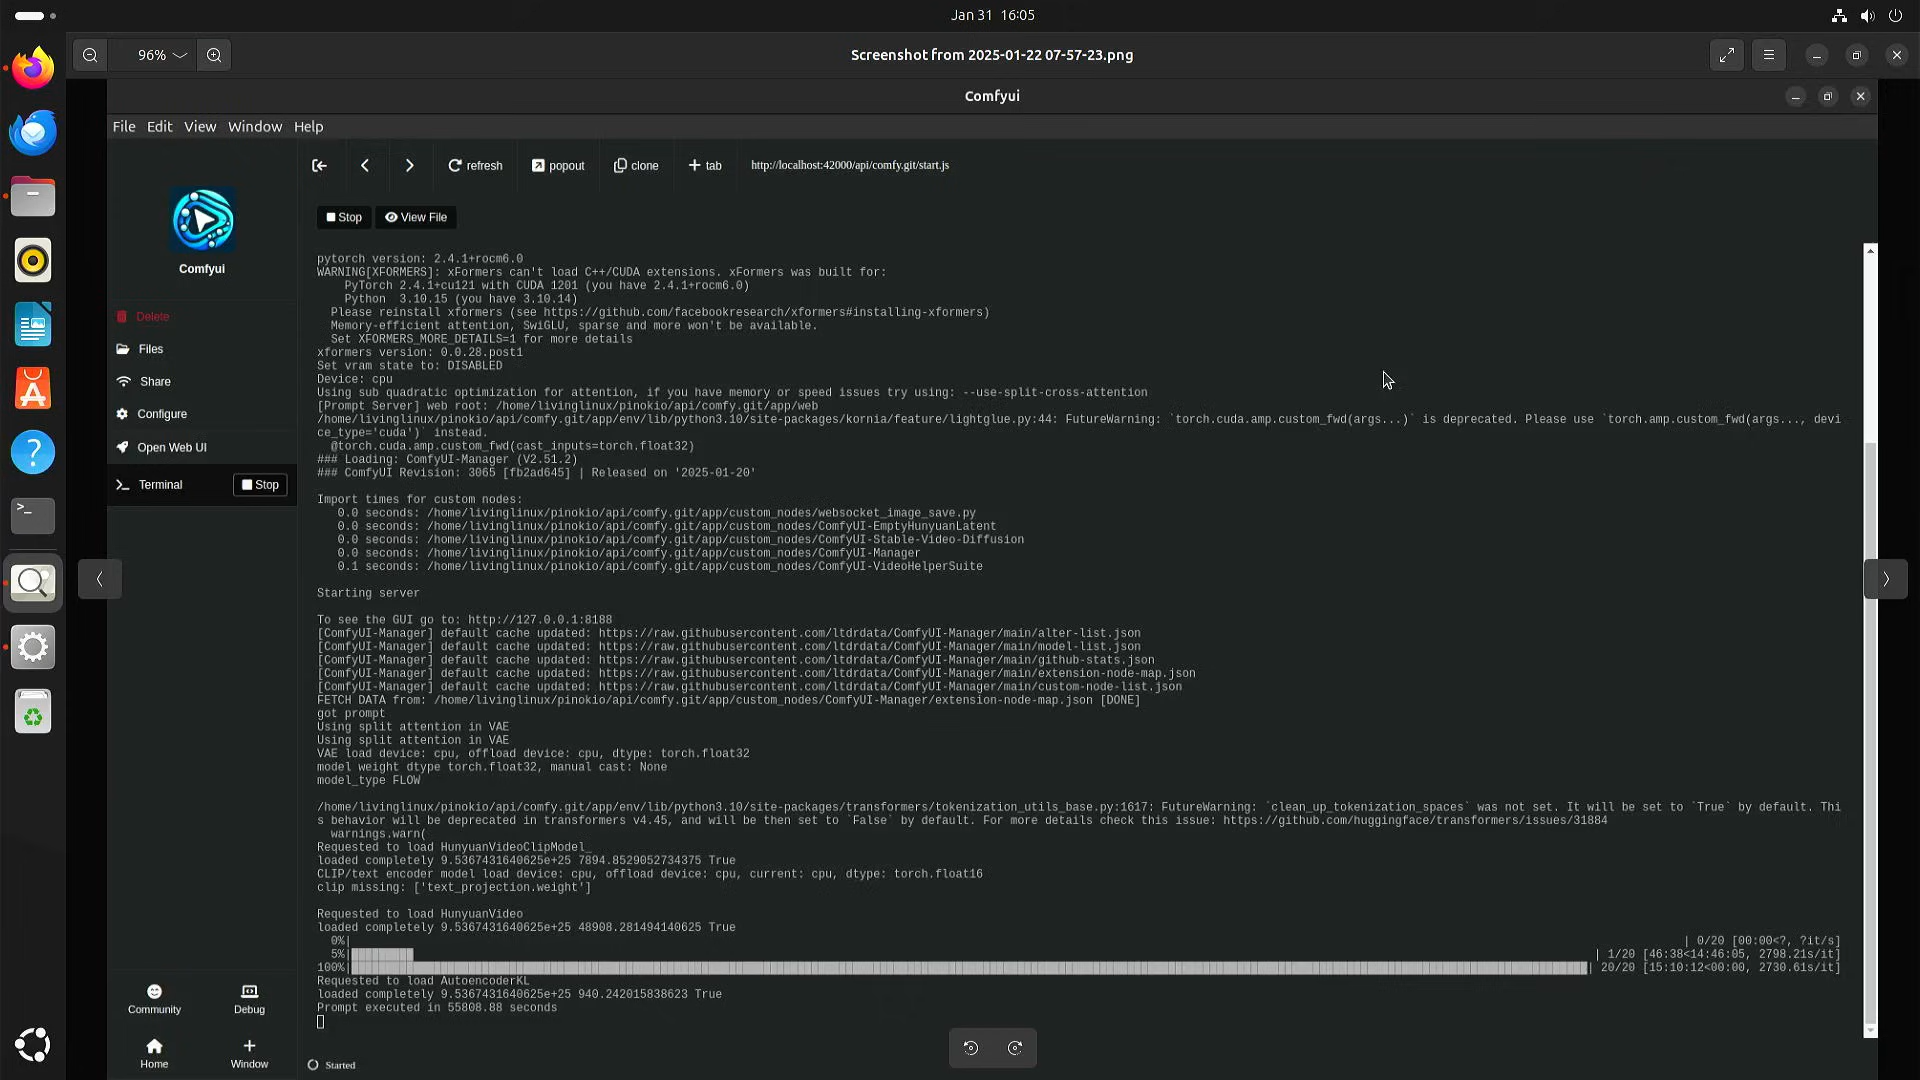 Jan 31 16:05
96%
Screenshot from 2025-01-22 07-57-23.png
Comfyui
File Edit View Window Help
refresh popout clone tab http://localhost:42000/api/comfy.git/start.js
Stop View File
Comfyui
Delete
Files
Share
Configure
Open Web UI
Terminal Stop
pytorch version: 2.4.1+rocm6.0
WARNING[XFORMERS]: xFormers can't load C++/CUDA extensions. xFormers was built for:
PyTorch 2.4.1+cu121 with CUDA 1201 (you have 2.4.1+rocm6.0)
Python  3.10.15 (you have 3.10.14)
Please reinstall xformers (see https://github.com/facebookresearch/xformers#installing-xformers)
Memory-efficient attention, SwiGLU, sparse and more won't be available.
Set XFORMERS_MORE_DETAILS=1 for more details
xformers version: 0.0.28.post1
Set vram state to: DISABLED
Device: cpu
Using sub quadratic optimization for attention, if you have memory or speed issues try using: --use-split-cross-attention
[Prompt Server] web root: /home/livinglinux/pinokio/api/comfy.git/app/web
/home/livinglinux/pinokio/api/comfy.git/app/env/lib/python3.10/site-packages/kornia/feature/lightglue.py:44: FutureWarning: `torch.cuda.amp.custom_fwd(args...)` is deprecated. Please use `torch.amp.custom_fwd(args..., devi
ce_type='cuda')` instead.
@torch.cuda.amp.custom_fwd(cast_inputs=torch.float32)
### Loading: ComfyUI-Manager (V2.51.2)
### ComfyUI Revision: 3065 [fb2ad645] | Released on '2025-01-20'
Import times for custom nodes:
0.0 seconds: /home/livinglinux/pinokio/api/comfy.git/app/custom_nodes/websocket_image_save.py
0.0 seconds: /home/livinglinux/pinokio/api/comfy.git/app/custom_nodes/ComfyUI-EmptyHunyuanLatent
0.0 seconds: /home/livinglinux/pinokio/api/comfy.git/app/custom_nodes/ComfyUI-Stable-Video-Diffusion
0.0 seconds: /home/livinglinux/pinokio/api/comfy.git/app/custom_nodes/ComfyUI-Manager
0.1 seconds: /home/livinglinux/pinokio/api/comfy.git/app/custom_nodes/ComfyUI-VideoHelperSuite
Starting server
To see the GUI go to: http://127.0.0.1:8188
[ComfyUI-Manager] default cache updated: https://raw.githubusercontent.com/ltdrdata/ComfyUI-Manager/main/alter-list.json
[ComfyUI-Manager] default cache updated: https://raw.githubusercontent.com/ltdrdata/ComfyUI-Manager/main/model-list.json
[ComfyUI-Manager] default cache updated: https://raw.githubusercontent.com/ltdrdata/ComfyUI-Manager/main/github-stats.json
[ComfyUI-Manager] default cache updated: https://raw.githubusercontent.com/ltdrdata/ComfyUI-Manager/main/extension-node-map.json
[ComfyUI-Manager] default cache updated: https://raw.githubusercontent.com/ltdrdata/ComfyUI-Manager/main/custom-node-list.json
FETCH DATA from: /home/livinglinux/pinokio/api/comfy.git/app/custom_nodes/ComfyUI-Manager/extension-node-map.json [DONE]
got prompt
Using split attention in VAE
Using split attention in VAE
VAE load device: cpu, offload device: cpu, dtype: torch.float32
model weight dtype torch.float32, manual cast: None
model_type FLOW
/home/livinglinux/pinokio/api/comfy.git/app/env/lib/python3.10/site-packages/transformers/tokenization_utils_base.py:1617: FutureWarning: `clean_up_tokenization_spaces` was not set. It will be set to `True` by default. Thi
s behavior will be deprecated in transformers v4.45, and will be then set to `False` by default. For more details check this issue: https://github.com/huggingface/transformers/issues/31884
warnings.warn(
Requested to load HunyuanVideoClipModel_
loaded completely 9.5367431640625e+25 7894.8529052734375 True
CLIP/text encoder model load device: cpu, offload device: cpu, current: cpu, dtype: torch.float16
clip missing: ['text_projection.weight']
Requested to load HunyuanVideo
loaded completely 9.5367431640625e+25 48908.281494140625 True
0%| | 0/20 [00:00<?, ?it/s]
5%| | 1/20 [46:38<14:46:05, 2798.21s/it]
100%| | 20/20 [15:10:12<00:00, 2730.61s/it]
Requested to load AutoencoderKL
loaded completely 9.5367431640625e+25 940.242015838623 True
Prompt executed in 55808.88 seconds
Community Debug
Home Window
Started